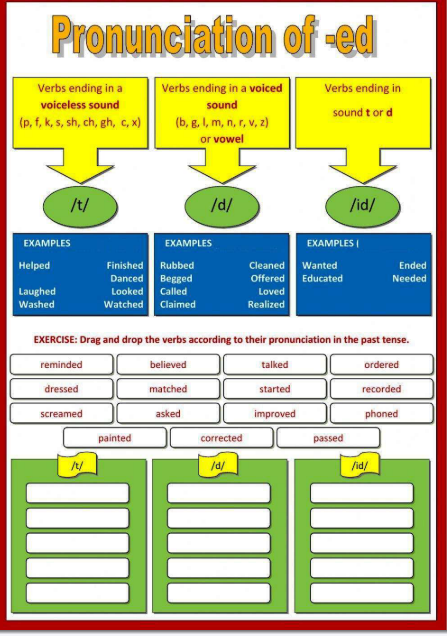 Pronunciation of -ed
Verbs ending in a
voiceless sound
(p, f, k, s, sh, ch, gh, c, x)
Verbs ending in a voiced
sound
(b, g, l, m, n, r, v, z)
or vowel
Verbs ending in
sound t or d
/t/
/d/
/id/
EXAMPLES
Helped Finished
Danced
Laughed Looked
Washed Watched
EXAMPLES
Rubbed Cleaned
Begged Offered
Called Loved
Claimed Realized
EXAMPLES (
Wanted Ended
Educated Needed
EXERCISE: Drag and drop the verbs according to their pronunciation in the past tense.
reminded believed talked ordered
dressed matched started recorded
screamed asked improved phoned
painted corrected passed
/t/ /d/ /id/